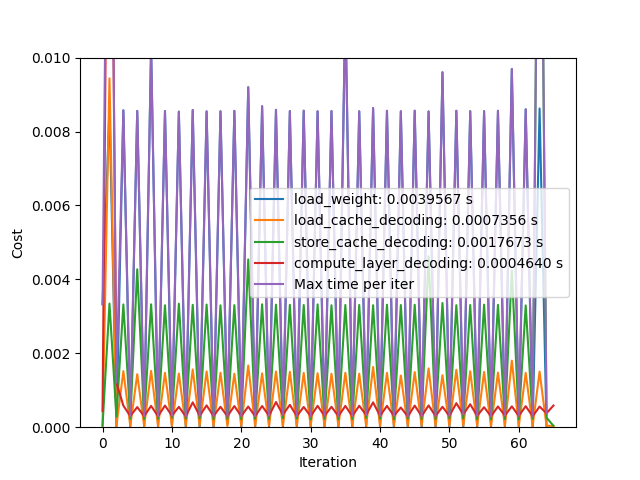 0.010
0.008
0.006
0.004
0.002
0.000
Cost
load_weight: 0.0039567 s
load_cache_decoding: 0.0007356 s
store_cache_decoding: 0.0017673 s
compute_layer_decoding: 0.0004640 s
Max time per iter
0 10 20 30 40 50 60
Iteration